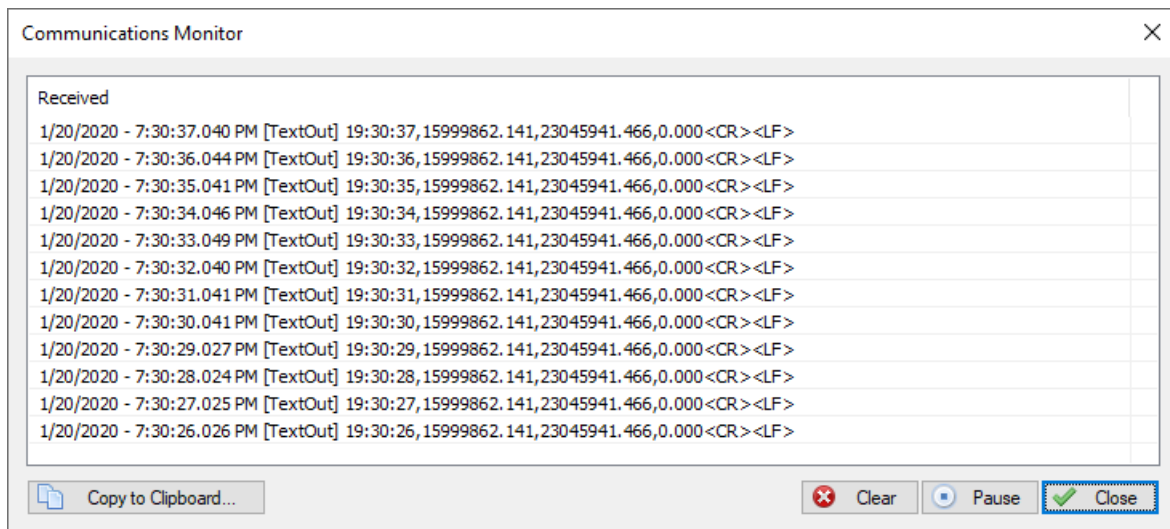 Communications Monitor
Received
1/20/2020 - 7:30:37.040 PM [TextOut] 19:30:37,15999862.141,23045941.466,0.000<CR><LF>
1/20/2020 - 7:30:36.044 PM [TextOut] 19:30:36,15999862.141,23045941.466,0.000<CR><LF>
1/20/2020 - 7:30:35.041 PM [TextOut] 19:30:35,15999862.141,23045941.466,0.000<CR><LF>
1/20/2020 - 7:30:34.046 PM [TextOut] 19:30:34,15999862.141,23045941.466,0.000<CR><LF>
1/20/2020 - 7:30:33.049 PM [TextOut] 19:30:33,15999862.141,23045941.466,0.000<CR><LF>
1/20/2020 - 7:30:32.040 PM [TextOut] 19:30:32,15999862.141,23045941.466,0.000<CR><LF>
1/20/2020 - 7:30:31.041 PM [TextOut] 19:30:31,15999862.141,23045941.466,0.000<CR><LF>
1/20/2020 - 7:30:30.041 PM [TextOut] 19:30:30,15999862.141,23045941.466,0.000<CR><LF>
1/20/2020 - 7:30:29.027 PM [TextOut] 19:30:29,15999862.141,23045941.466,0.000<CR><LF>
1/20/2020 - 7:30:28.024 PM [TextOut] 19:30:28,15999862.141,23045941.466,0.000<CR><LF>
1/20/2020 - 7:30:27.025 PM [TextOut] 19:30:27,15999862.141,23045941.466,0.000<CR><LF>
1/20/2020 - 7:30:26.026 PM [TextOut] 19:30:26,15999862.141,23045941.466,0.000<CR><LF>
Copy to Clipboard... Clear Pause Close